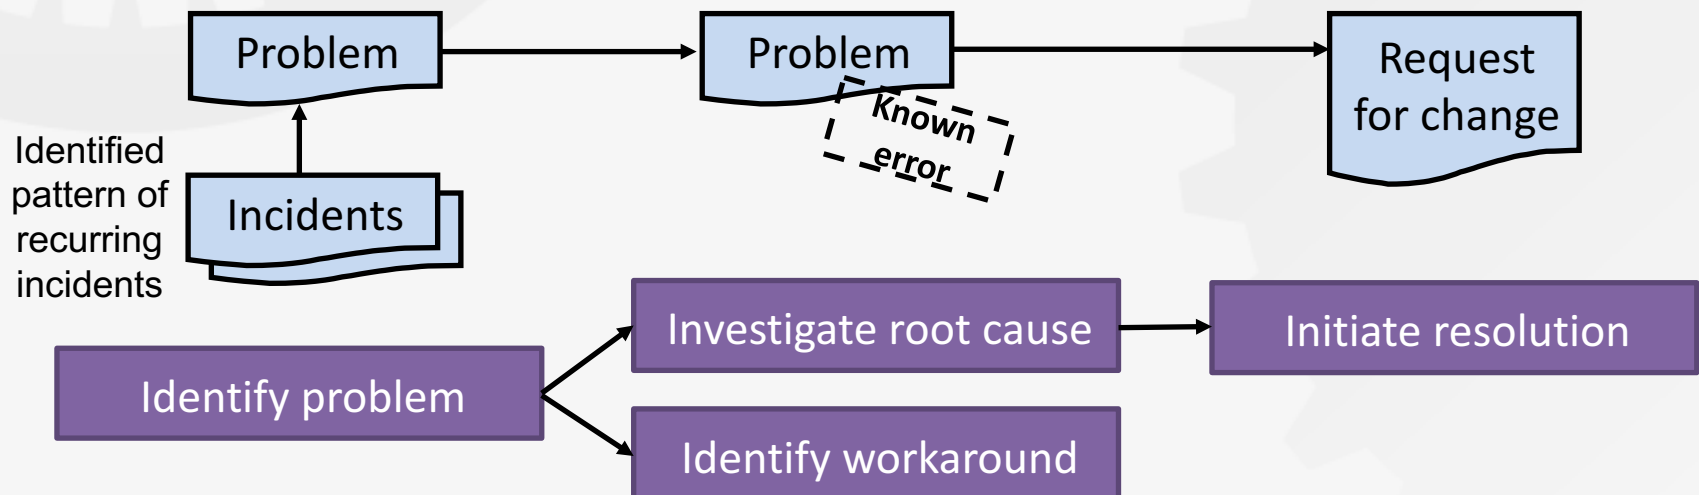 Problem
Problem
Request
for change
Known
error
Identified
pattern of
recurring
incidents
Incidents
Investigate root cause
Initiate resolution
Identify problem
Identify workaround